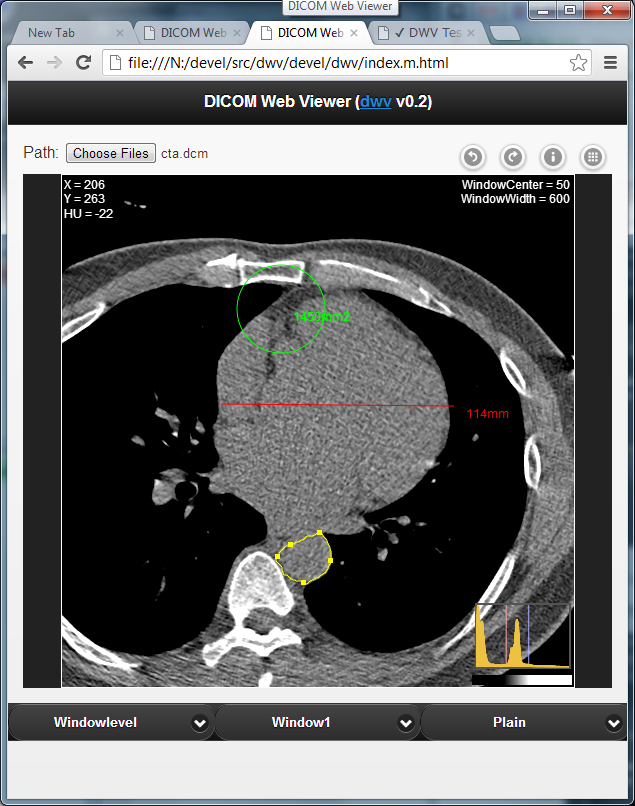 DICOM Web Viewer
New Tab
DICOM Web
DICOM Web
✓ DWV Tes
file:///N:/devel/src/dwv/devel/dwv/index.m.html
DICOM Web Viewer (dwv v0.2)
Path: Choose Files cta.dcm
X = 206
Y = 263
HU = -22
WindowCenter = 50
WindowWidth = 600
114mm
Windowlevel
Window1
Plain